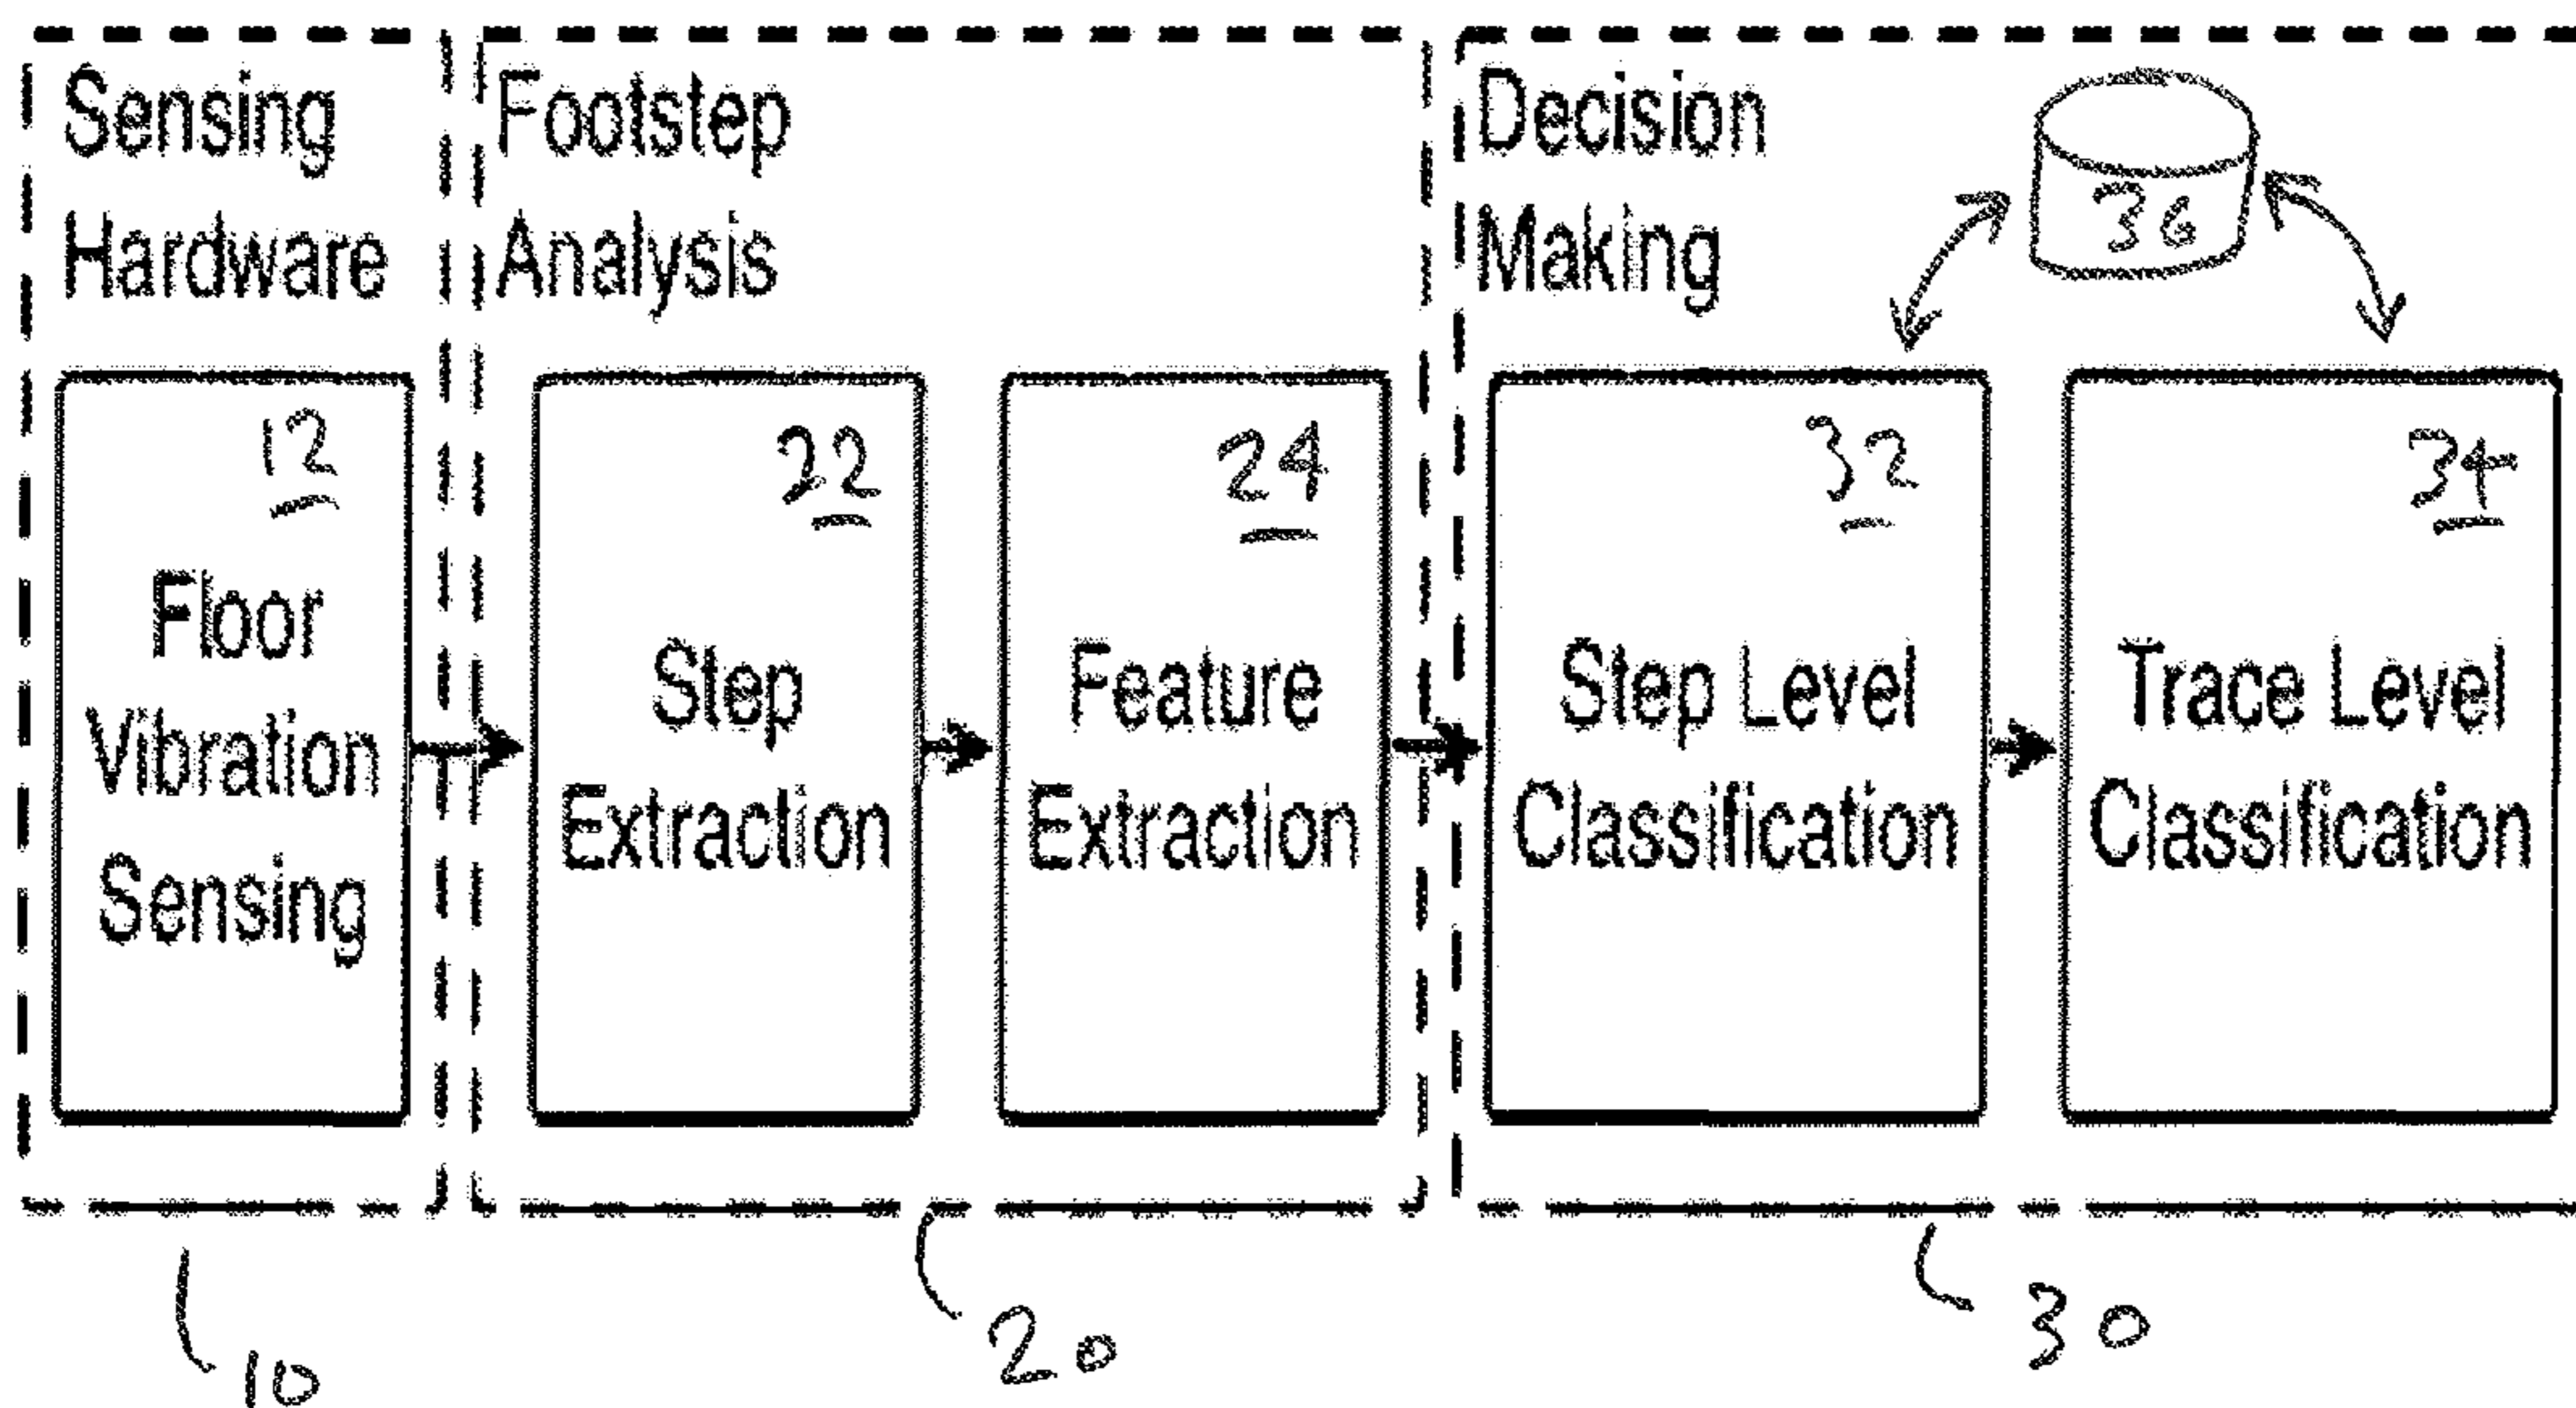 Sensing
Hardware
Footstep
Analysis
Decision
Making
36
12
Floor
Vibration
Sensing
22
Step
Extraction
24
Feature
Extraction
32
Step Level
Classification
34
Trace Level
Classification
10
20
30